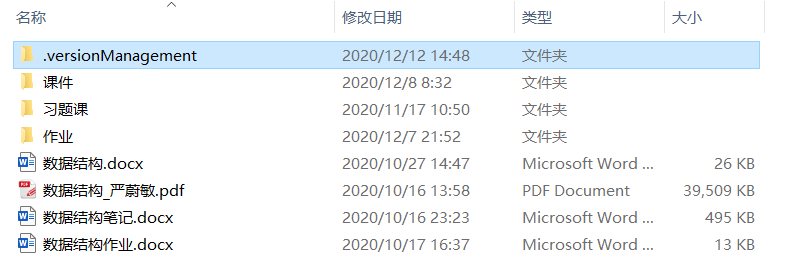 名称 修改日期 类型 大小
.versionManagement 2020/12/12 14:48 文件夹
课件 2020/12/8 8:32 文件夹
习题课 2020/11/17 10:50 文件夹
作业 2020/12/7 21:52 文件夹
数据结构.docx 2020/10/27 14:47 Microsoft Word ... 26 KB
数据结构_严蔚敏.pdf 2020/10/16 13:58 PDF Document 39,509 KB
数据结构笔记.docx 2020/10/16 23:23 Microsoft Word ... 495 KB
数据结构作业.docx 2020/10/17 16:37 Microsoft Word ... 13 KB